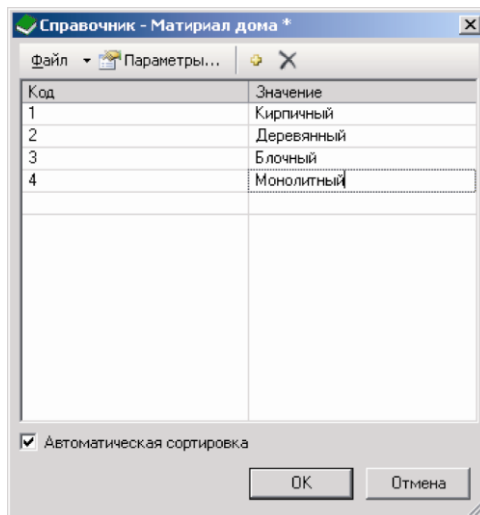 Справочник - Матириал дома *
Файл Параметры...
Код Значение
1 Кирпичный
2 Деревянный
3 Блочный
4 Монолитный
Автоматическая сортировка
OK Отмена